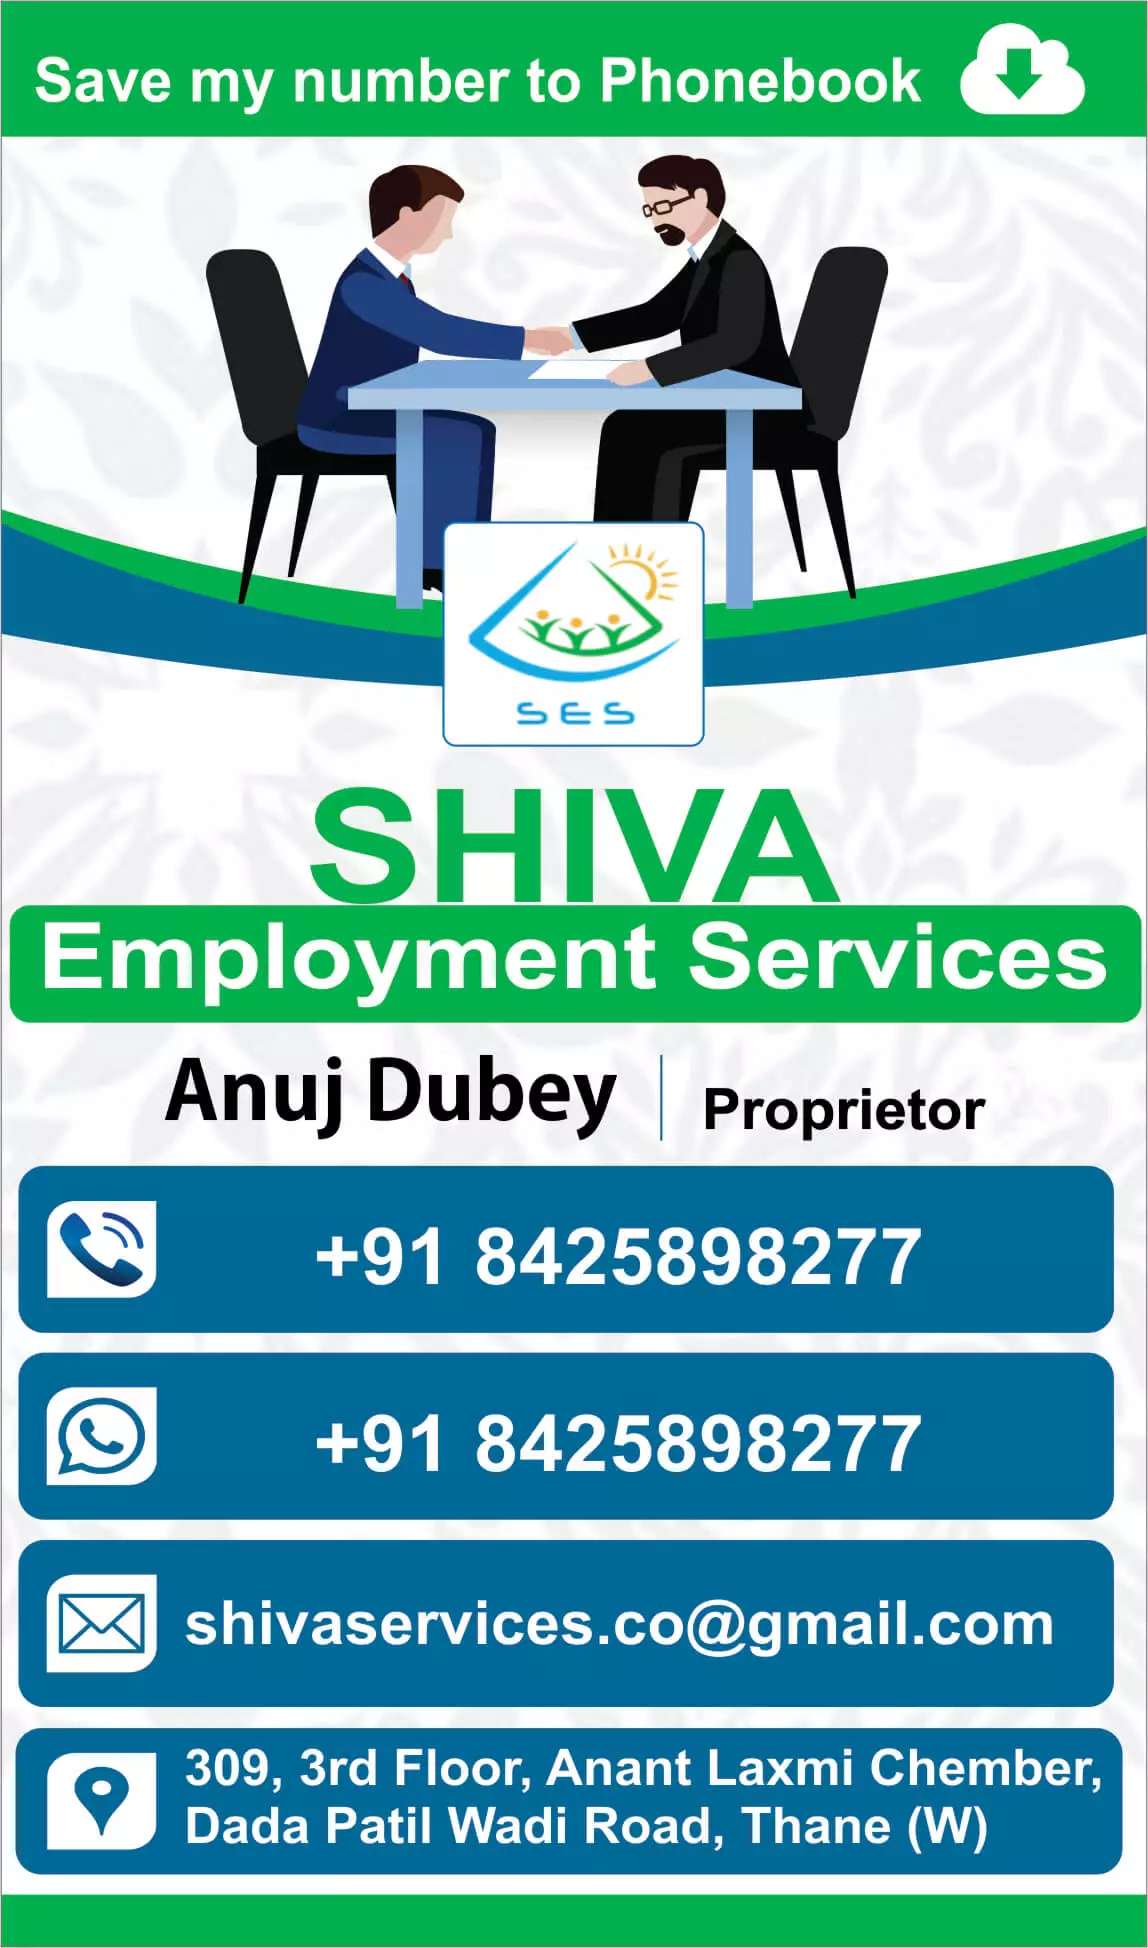 Save my number to Phonebook
SES
SHIVA
Employment Services
Anuj Dubey | Proprietor
+91 8425898277
+91 8425898277
shivaservices.co@gmail.com
309, 3rd Floor, Anant Laxmi Chember,
Dada Patil Wadi Road, Thane (W)